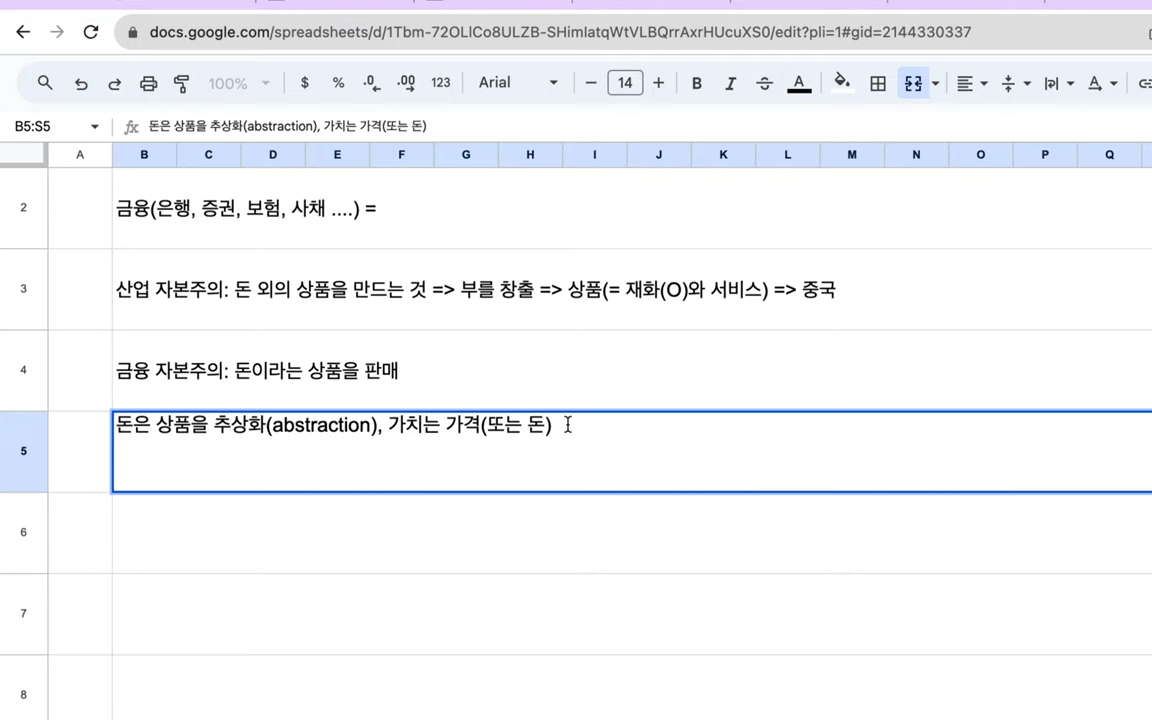 docs.google.com/spreadsheets/d/1Tbm-72OLlCo8ULZB-SHimlatqWtVLBQrrAxrHUcuXS0/edit?pli=1#gid=2144330337
100% $ % .0 .00 123 Arial 14 B I A A
B5:S5 fx 돈은 상품을 추상화(abstraction), 가치는 가격(또는 돈)
A B C D E F G H I J K L M N O P Q
2 금융(은행, 증권, 보험, 사채 ....) =
3 산업 자본주의: 돈 외의 상품을 만드는 것 => 부를 창출 => 상품(= 재화(O)와 서비스) => 중국
4 금융 자본주의: 돈이라는 상품을 판매
5 돈은 상품을 추상화(abstraction), 가치는 가격(또는 돈)
6
7
8